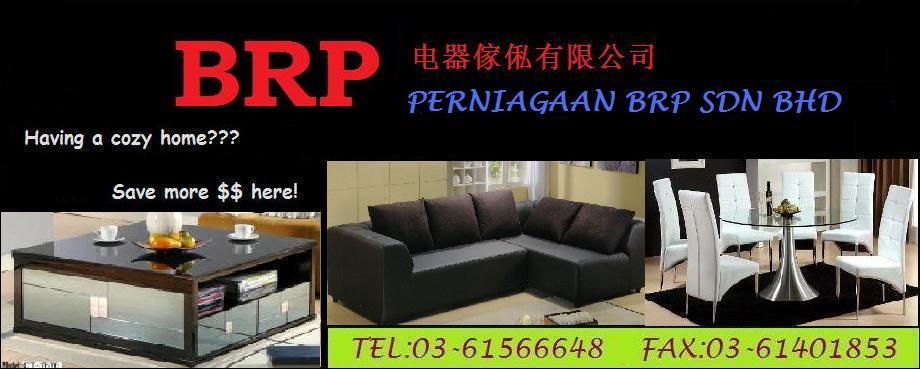 BRP
电器傢俬有限公司
PERNIAGAAN BRP SDN BHD
Having a cozy home???
Save more $$ here!
TEL:03-61566648 FAX:03-61401853